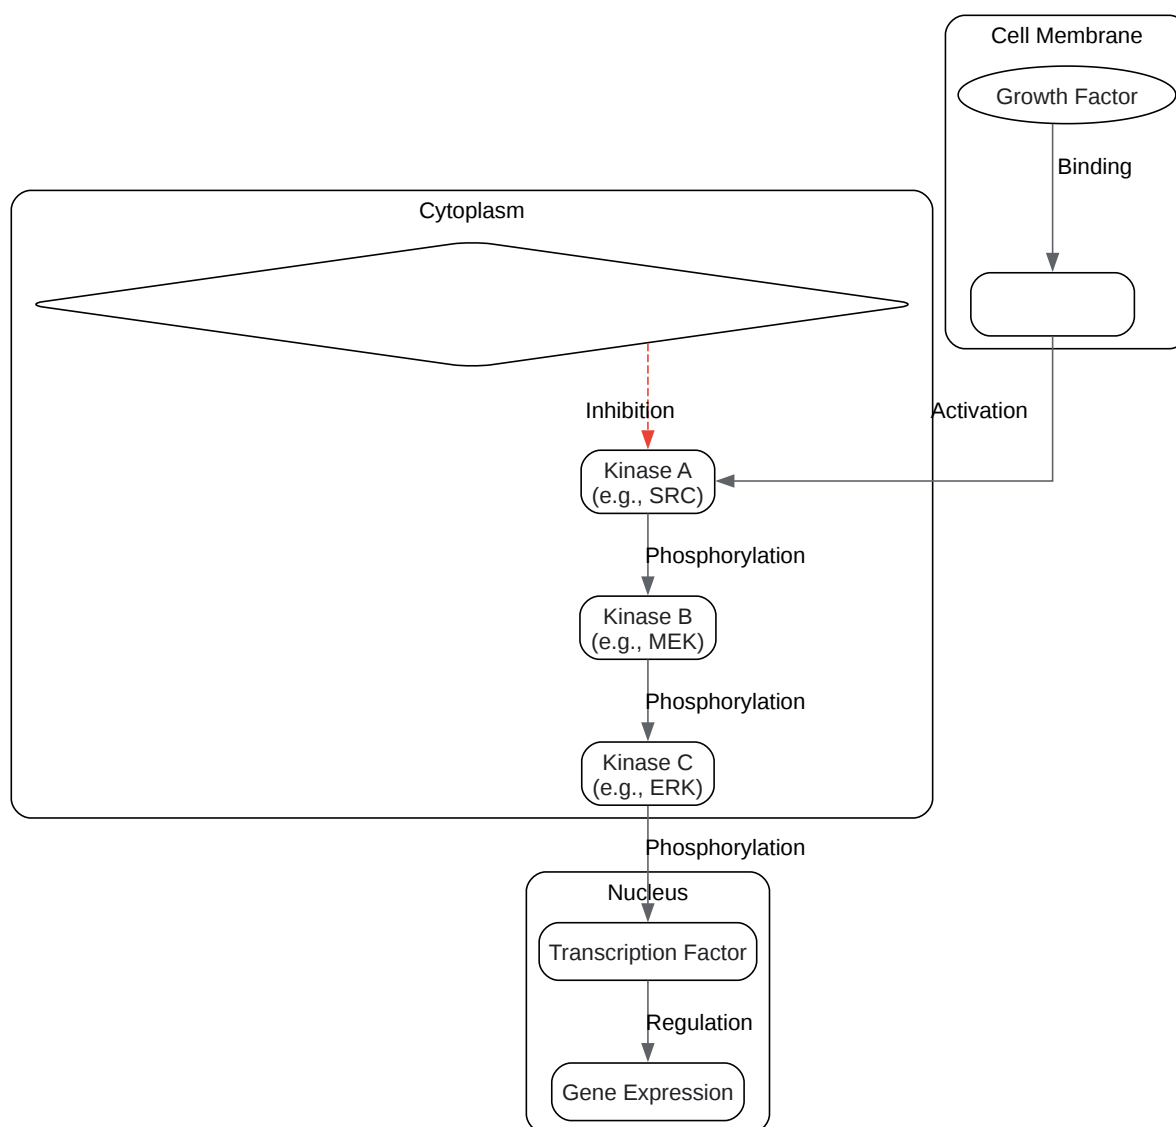 Cell Membrane
Growth Factor
Binding
Cytoplasm
Inhibition
Activation
Kinase A
(e.g., SRC)
Phosphorylation
Kinase B
(e.g., MEK)
Phosphorylation
Kinase C
(e.g., ERK)
Phosphorylation
Nucleus
Transcription Factor
Regulation
Gene Expression